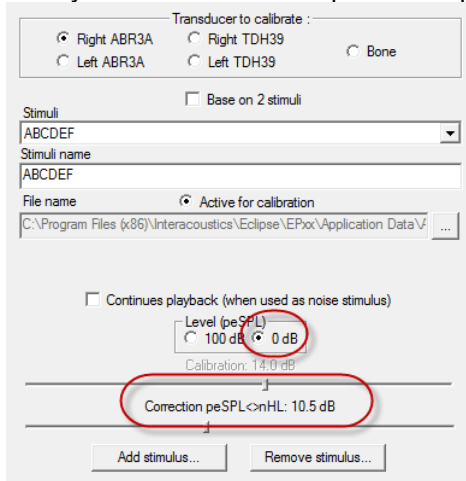 Transducer to calibrate :
Right ABR3A Right TDH39
Bone
Left ABR3A Left TDH39
Base on 2 stimuli
Stimuli
ABCDEF
Stimuli name
ABCDEF
File name Active for calibration
C:\Program Files (x86)\Interacoustics\Eclipse\EPxx\Application Data\ ...
Continues playback (when used as noise stimulus)
Level (peSPL)
100 dB 0 dB
Calibration: 14.0 dB
Correction peSPL<>nHL: 10.5 dB
Add stimulus... Remove stimulus...